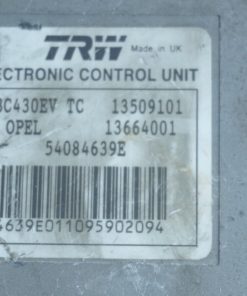 TRW Made in UK
ECTRONIC CONTROL UNIT
BC430EV TC 13509101
OPEL 13664001
54084639E
4639E011095902094